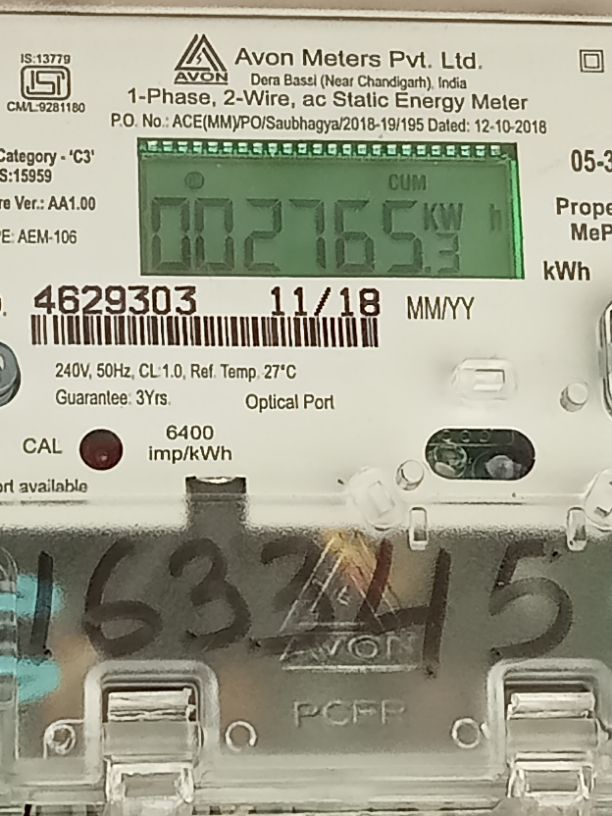 IS:13779
CM/L:9281180
AVON
Avon Meters Pvt. Ltd.
Dera Bassi (Near Chandigarh), India
1-Phase, 2-Wire, ac Static Energy Meter
P.O. No.: ACE(MM)/PO/Saubhagya/2018-19/195 Dated: 12-10-2018
Category - 'C3'
S:15959
re Ver.: AA1.00
PE: AEM-106
CUM
002765.3 KW h
05-3
Prope
MeP
kWh
4629303 11/18 MM/YY
240V, 50Hz, CL:1.0, Ref. Temp. 27°C
Guarantee: 3Yrs. Optical Port
CAL
6400
imp/kWh
ort available
163345
AVON